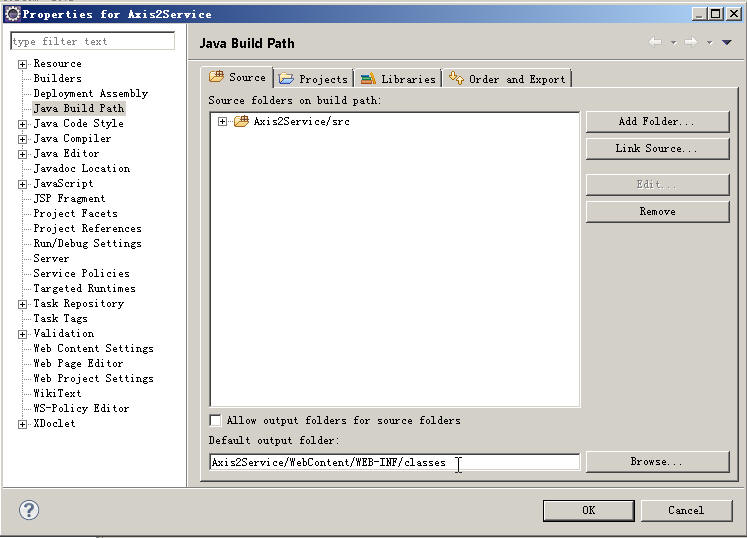 Properties for Axis2Service
type filter text
Resource
Builders
Deployment Assembly
Java Build Path
Java Code Style
Java Compiler
Java Editor
Javadoc Location
JavaScript
JSP Fragment
Project Facets
Project References
Run/Debug Settings
Server
Service Policies
Targeted Runtimes
Task Repository
Task Tags
Validation
Web Content Settings
Web Page Editor
Web Project Settings
WikiText
WS-Policy Editor
XDoclet
Java Build Path
Source Projects Libraries Order and Export
Source folders on build path:
Axis2Service/src
Add Folder...
Link Source...
Edit...
Remove
Allow output folders for source folders
Default output folder:
Axis2Service/WebContent/WEB-INF/classes
Browse...
OK Cancel